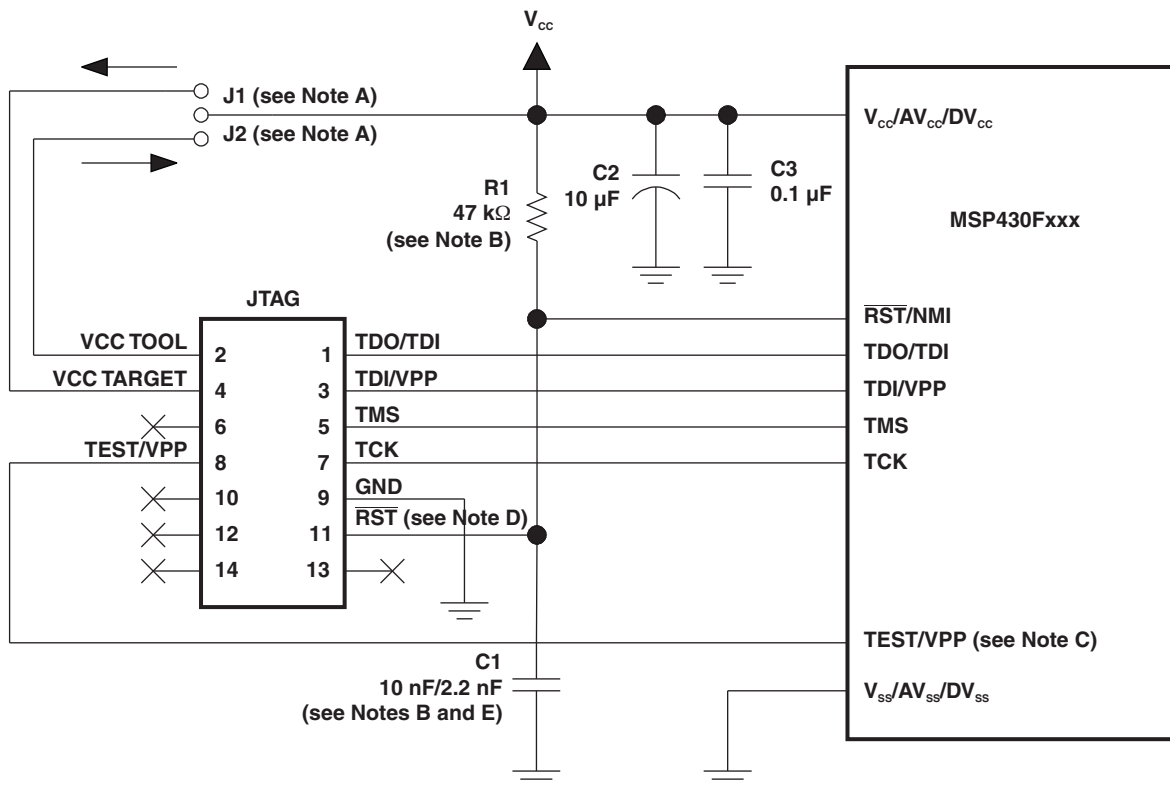 Vcc
J1 (see Note A)
J2 (see Note A)
R1
47 kΩ
(see Note B)
C2
10 µF
C3
0.1 µF
Vcc/AVcc/DVcc
MSP430Fxxx
JTAG
VCC TOOL
VCC TARGET
TEST/VPP
2
4
6
8
10
12
14
1
3
5
7
9
11
13
TDO/TDI
TDI/VPP
TMS
TCK
GND
R̅S̅T̅ (see Note D)
R̅S̅T̅/NMI
TDO/TDI
TDI/VPP
TMS
TCK
C1
10 nF/2.2 nF
(see Notes B and E)
TEST/VPP (see Note C)
Vss/AVss/DVss